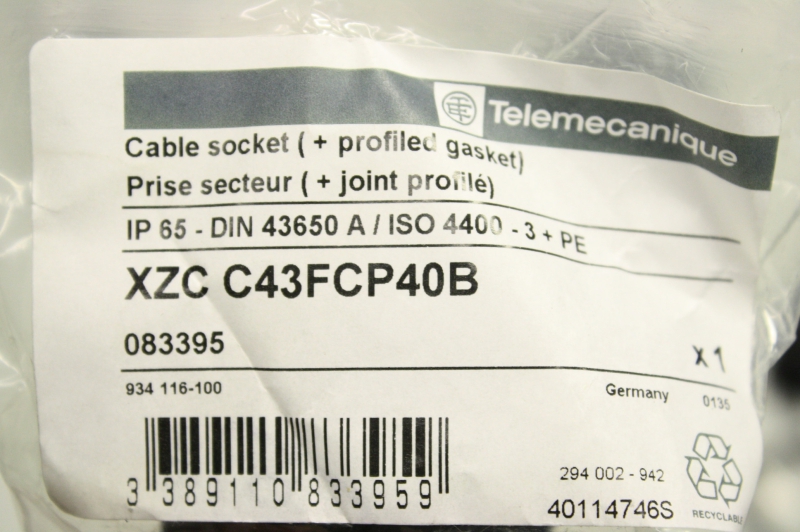 Telemecanique
Cable socket ( + profiled gasket)
Prise secteur ( + joint profilé)
IP 65 - DIN 43650 A / ISO 4400 - 3 + PE
XZC C43FCP40B
083395
x 1
934 116-100
Germany 0135
3 389110 833959
294 002 - 942
40114746S
RECYCLABLE